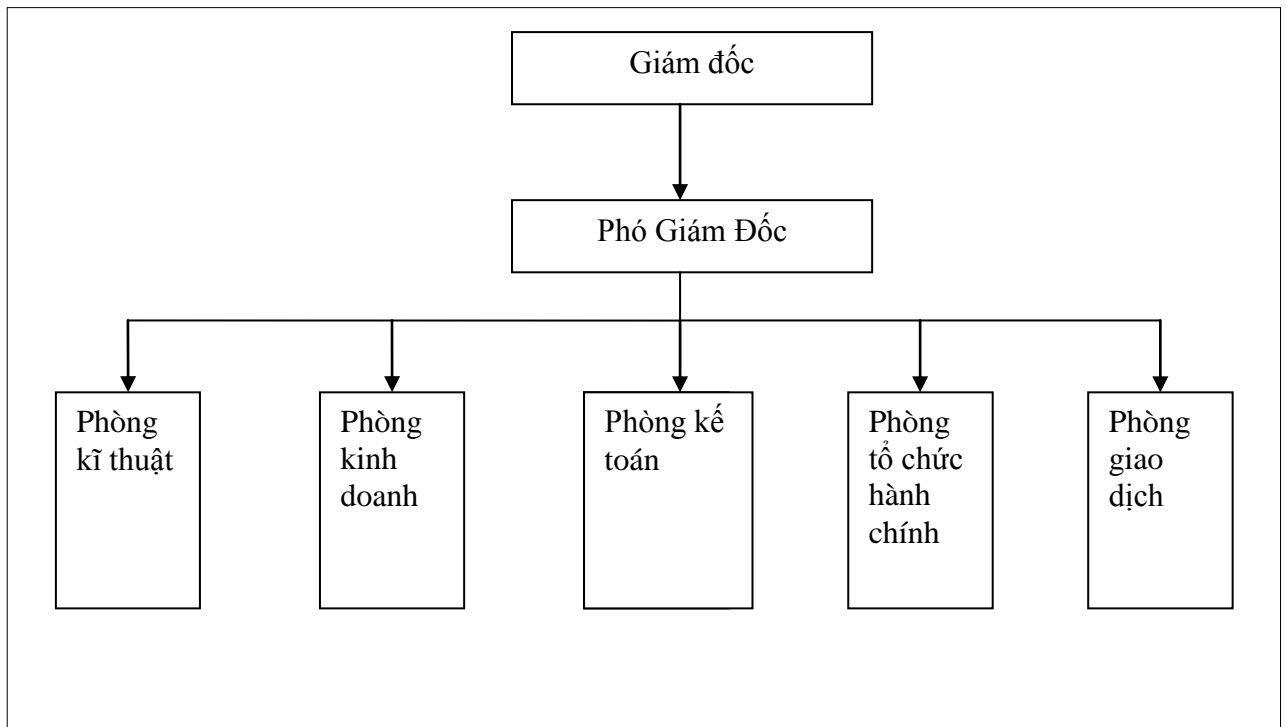 Giám đốc
Phó Giám Đốc
Phòng
kĩ thuật
Phòng
kinh
doanh
Phòng kế
toán
Phòng
tổ chức
hành
chính
Phòng
giao
dịch